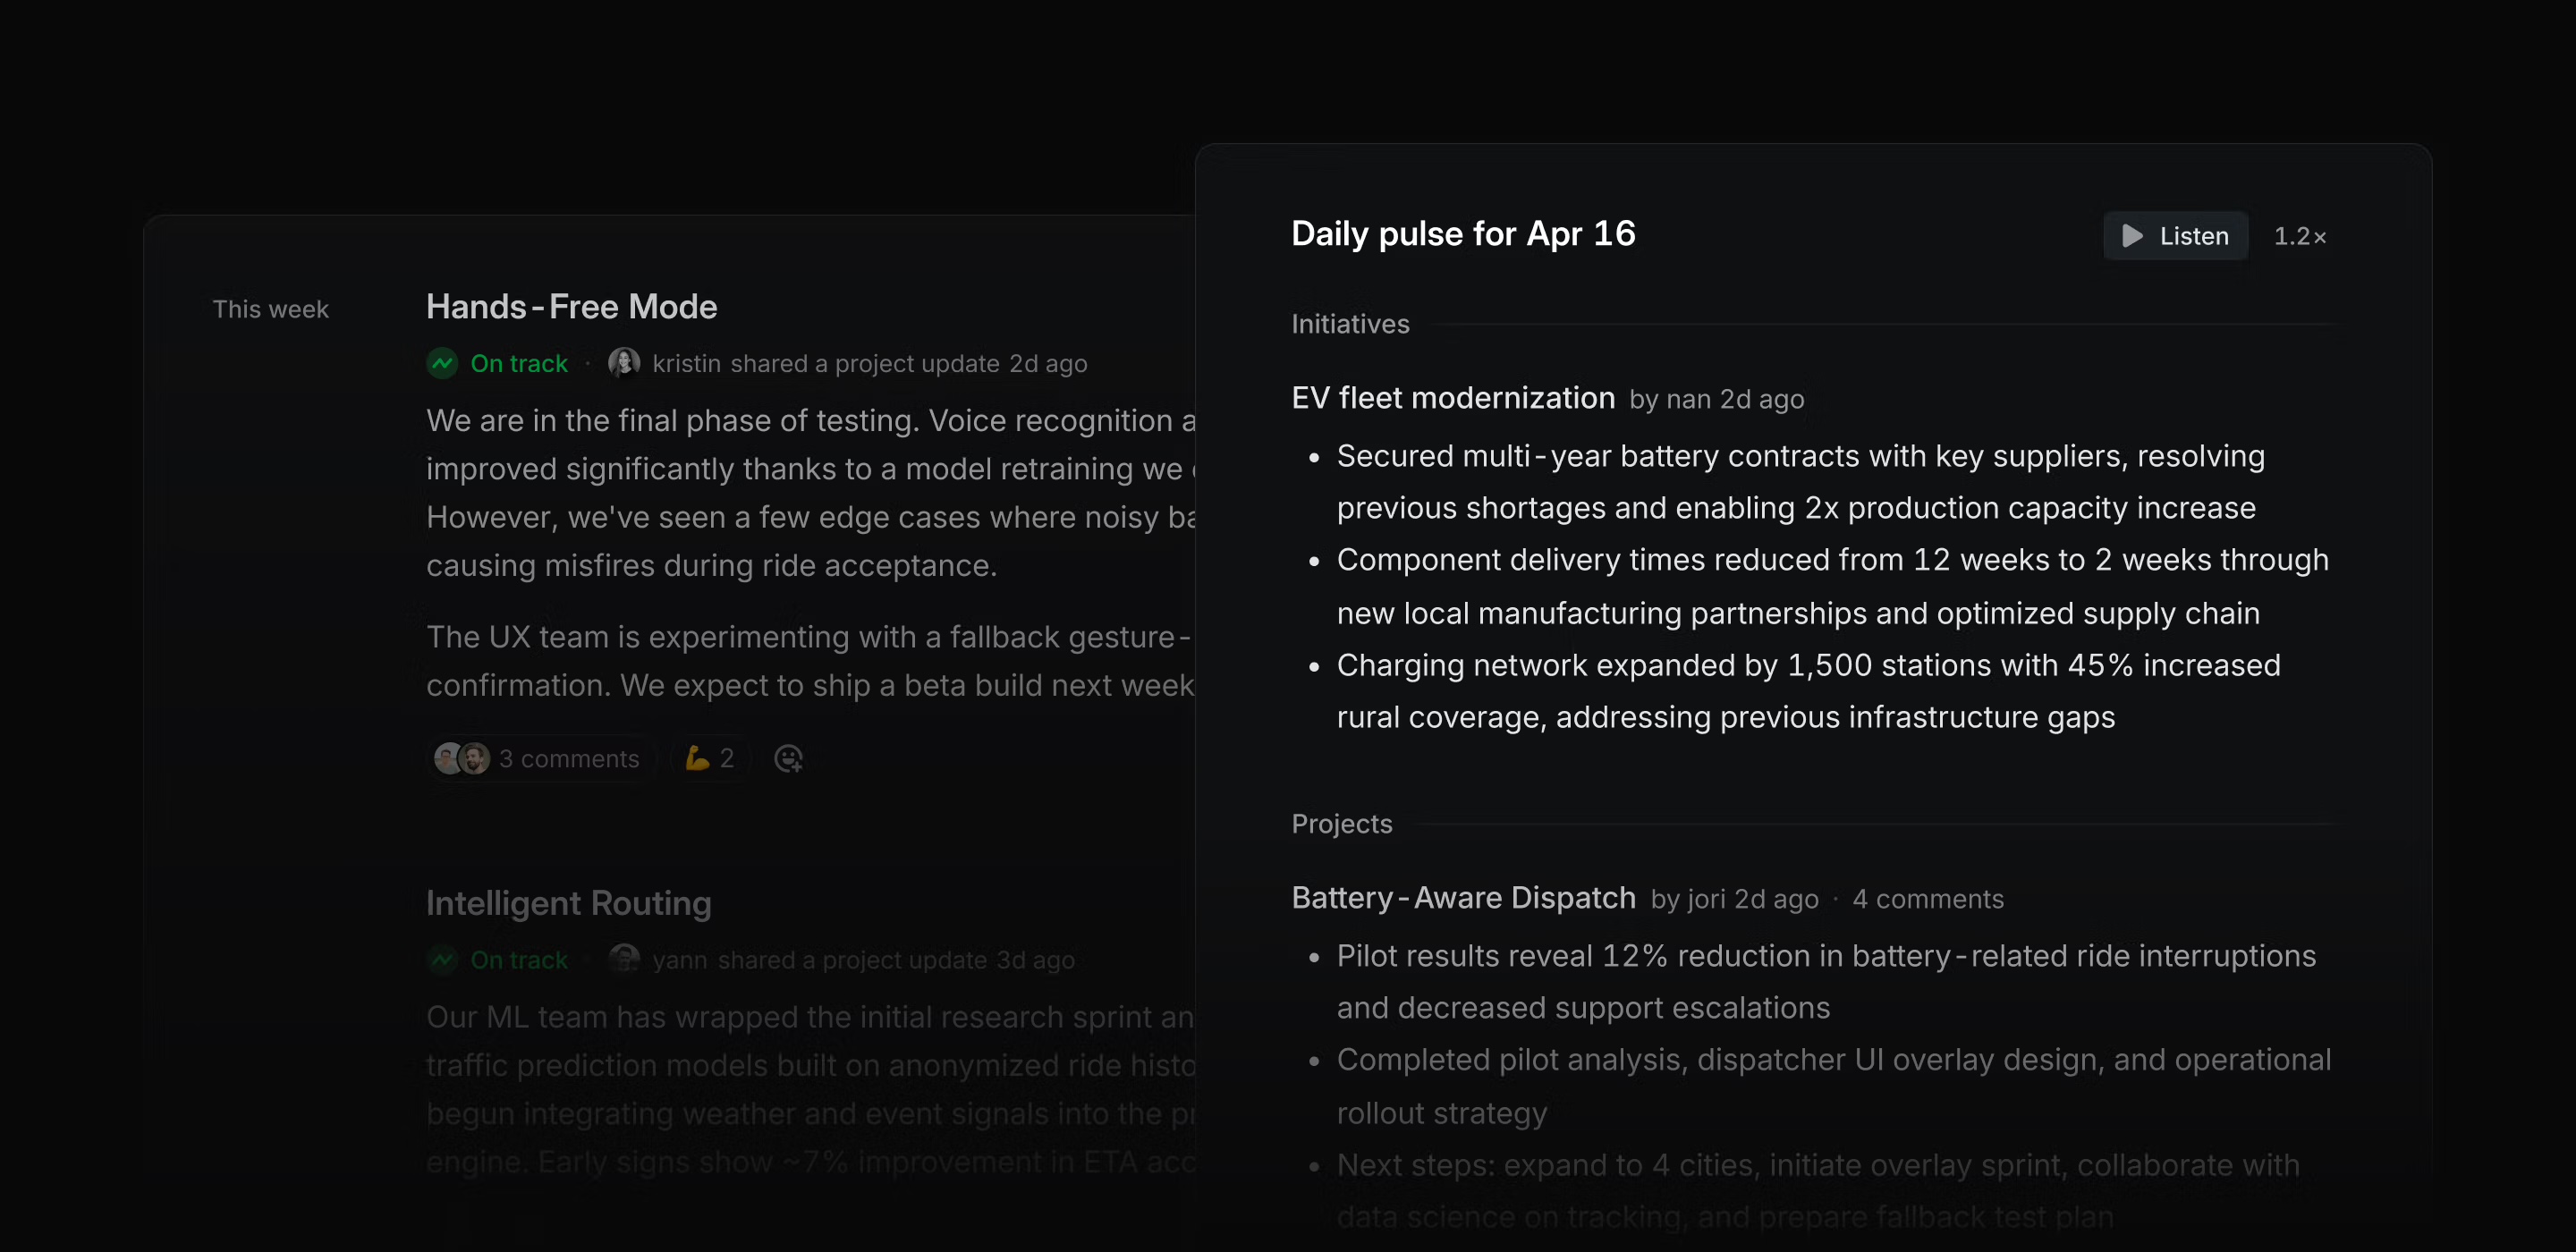 This week
Hands-Free Mode
On track · kristin shared a project update 2d ago
We are in the final phase of testing. Voice recognition
improved significantly thanks to a model retraining we
However, we've seen a few edge cases where noisy
causing misfires during ride acceptance.
The UX team is experimenting with a fallback gesture-
confirmation. We expect to ship a beta build next week
3 comments 💪 2
Intelligent Routing
On track · yann shared a project update 3d ago
Our ML team has wrapped the initial research sprint
traffic prediction models built on anonymized ride
begun integrating weather and event signals into the
engine. Early signs show ~7% improvement in ETA
Daily pulse for Apr 16
Listen 1.2×
Initiatives
EV fleet modernization by nan 2d ago
• Secured multi-year battery contracts with key suppliers, resolving
previous shortages and enabling 2x production capacity increase
• Component delivery times reduced from 12 weeks to 2 weeks through
new local manufacturing partnerships and optimized supply chain
• Charging network expanded by 1,500 stations with 45% increased
rural coverage, addressing previous infrastructure gaps
Projects
Battery-Aware Dispatch by jori 2d ago · 4 comments
• Pilot results reveal 12% reduction in battery-related ride interruptions
and decreased support escalations
• Completed pilot analysis, dispatcher UI overlay design, and operational
rollout strategy
• Next steps: expand to 4 cities, initiate overlay sprint, collaborate with
data science on tracking, and prepare fallback test plan